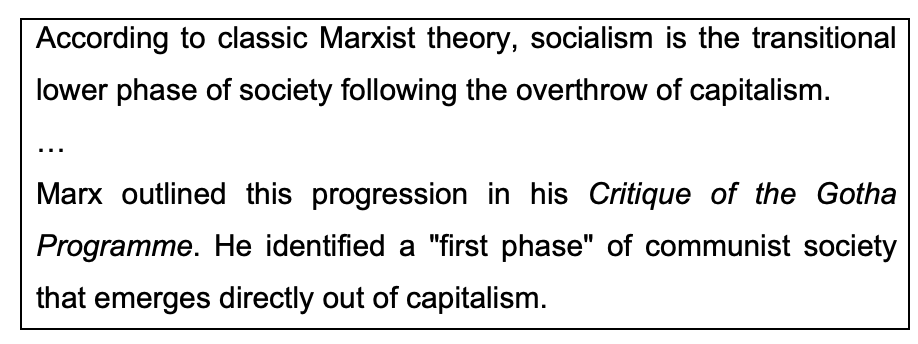 According to classic Marxist theory, socialism is the transitional
lower phase of society following the overthrow of capitalism.
…
Marx outlined this progression in his Critique of the Gotha
Programme. He identified a "first phase" of communist society
that emerges directly out of capitalism.